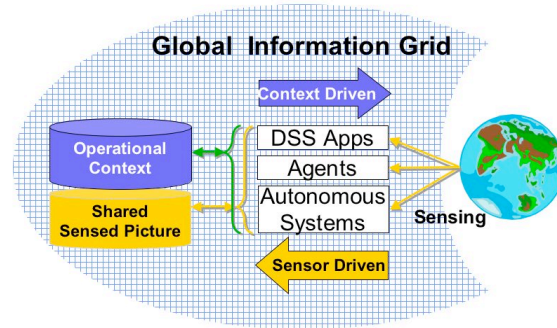 Global Information Grid
Context Driven
Operational
Context
DSS Apps
Agents
Autonomous
Systems
Shared
Sensed Picture
Sensing
Sensor Driven